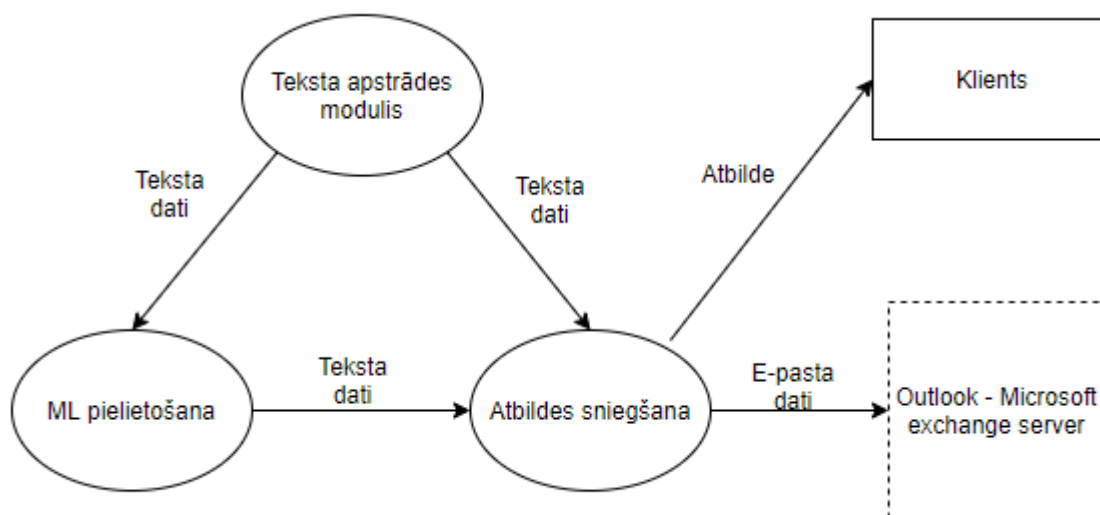 Teksta apstrādes
modulis
Klients
Teksta
dati
Teksta
dati
Atbilde
ML pielietošana
Teksta
dati
Atbildes sniegšana
E-pasta
dati
Outlook - Microsoft
exchange server